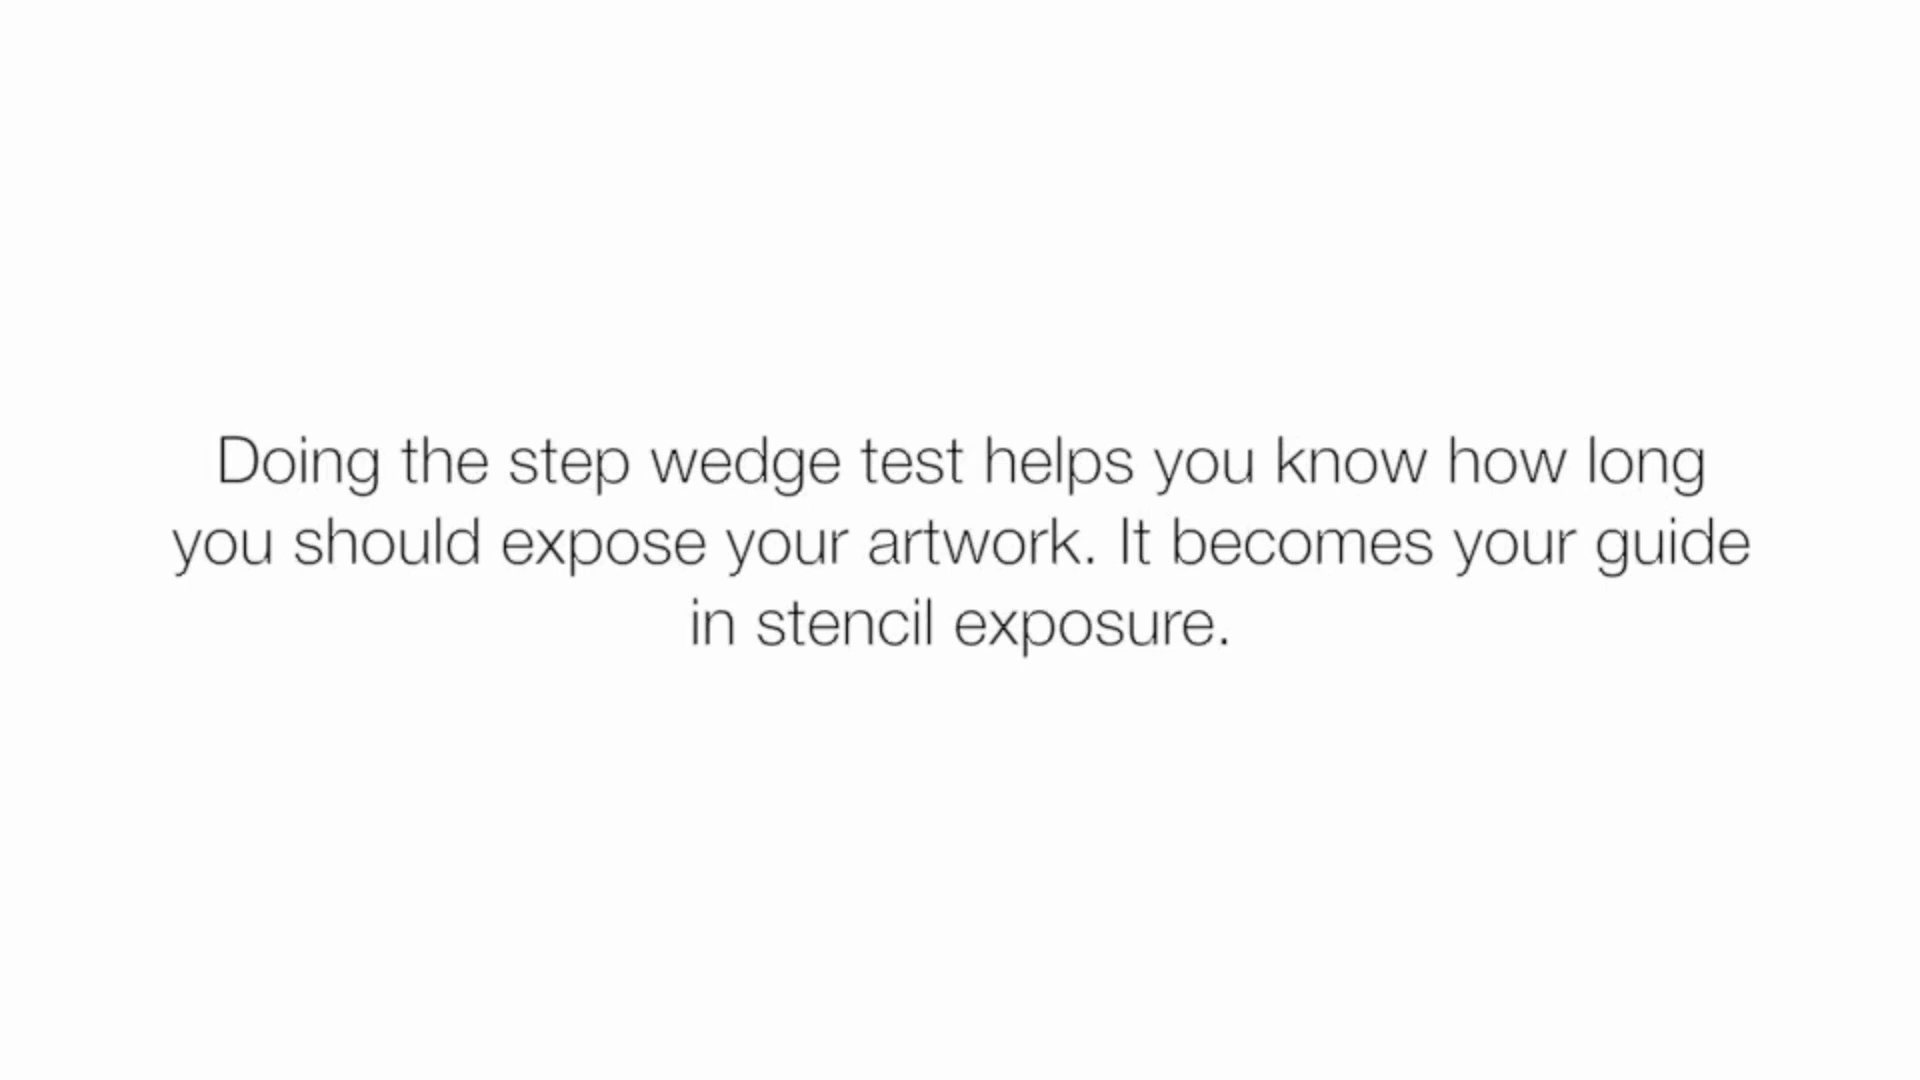 Doing the step wedge test helps you know how long
you should expose your artwork. It becomes your guide
in stencil exposure.